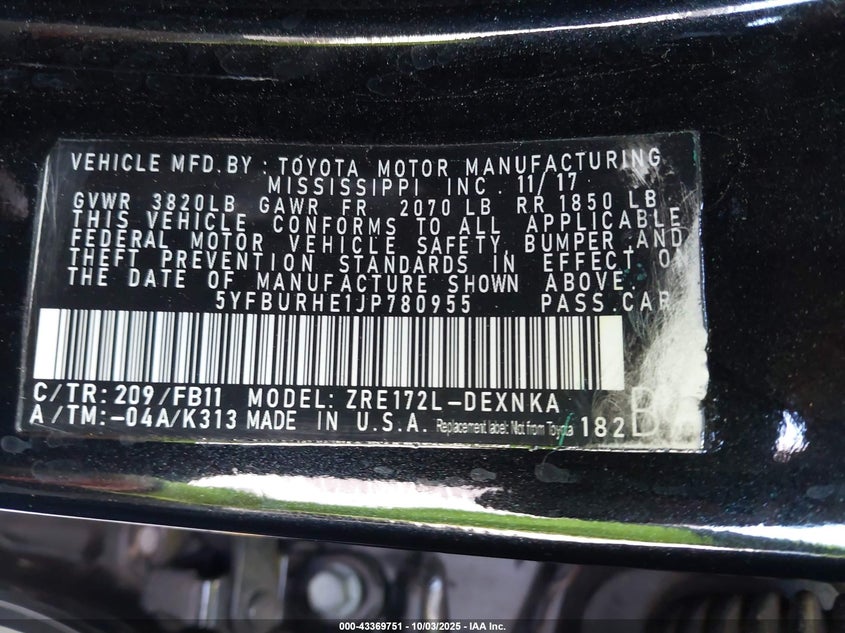 VEHICLE MFD.BY : TOYOTA MOTOR MANUFACTURING
MISSISSIPPI INC. 11/17
GVWR 3820LB GAWR FR 2070 LB RR 1850 LB
THIS VEHICLE CONFORMS TO ALL APPLICABLE
FEDERAL MOTOR VEHICLE SAFETY, BUMPER AND
THEFT PREVENTION STANDARDS IN EFFECT ON
THE DATE OF MANUFACTURE SHOWN ABOVE.
5YFBURHE1JP780955 PASS.CAR
C/TR: 209/FB11 MODEL: ZRE172L-DEXNKA
A/TM:-04A/K313 MADE IN U.S.A. Replacement label: Not from Toyota 182
000-43369751 - 10/03/2025 - IAA Inc.